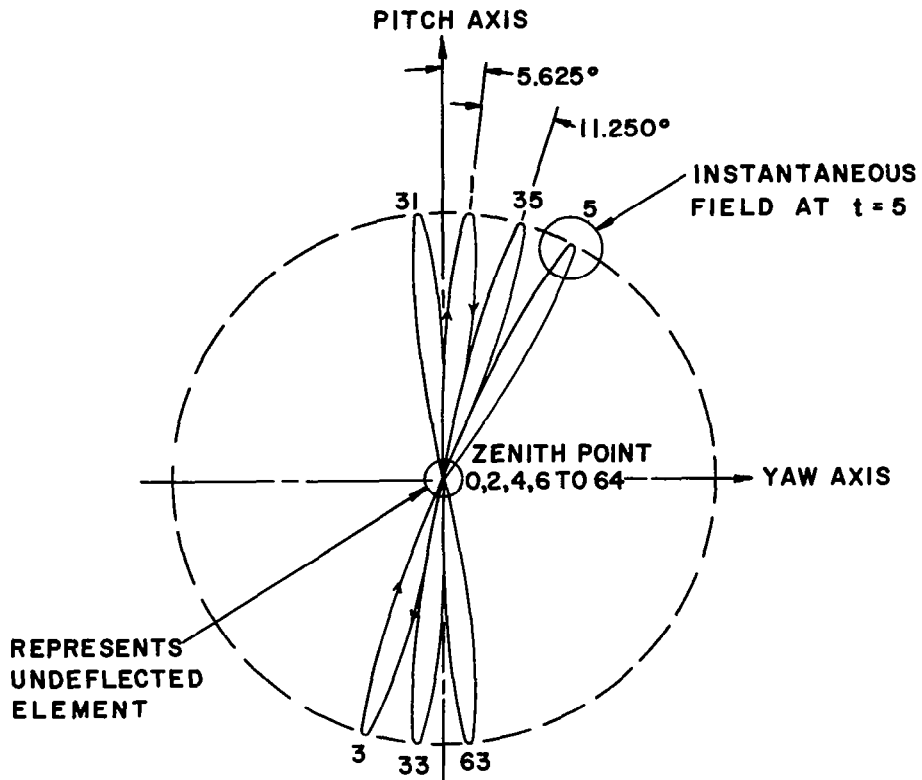 PITCH AXIS
5.625°
11.250°
INSTANTANEOUS
FIELD AT t = 5
31
35
5
ZENITH POINT
0,2,4,6 TO 64
YAW AXIS
REPRESENTS
UNDEFLECTED
ELEMENT
3
33
63